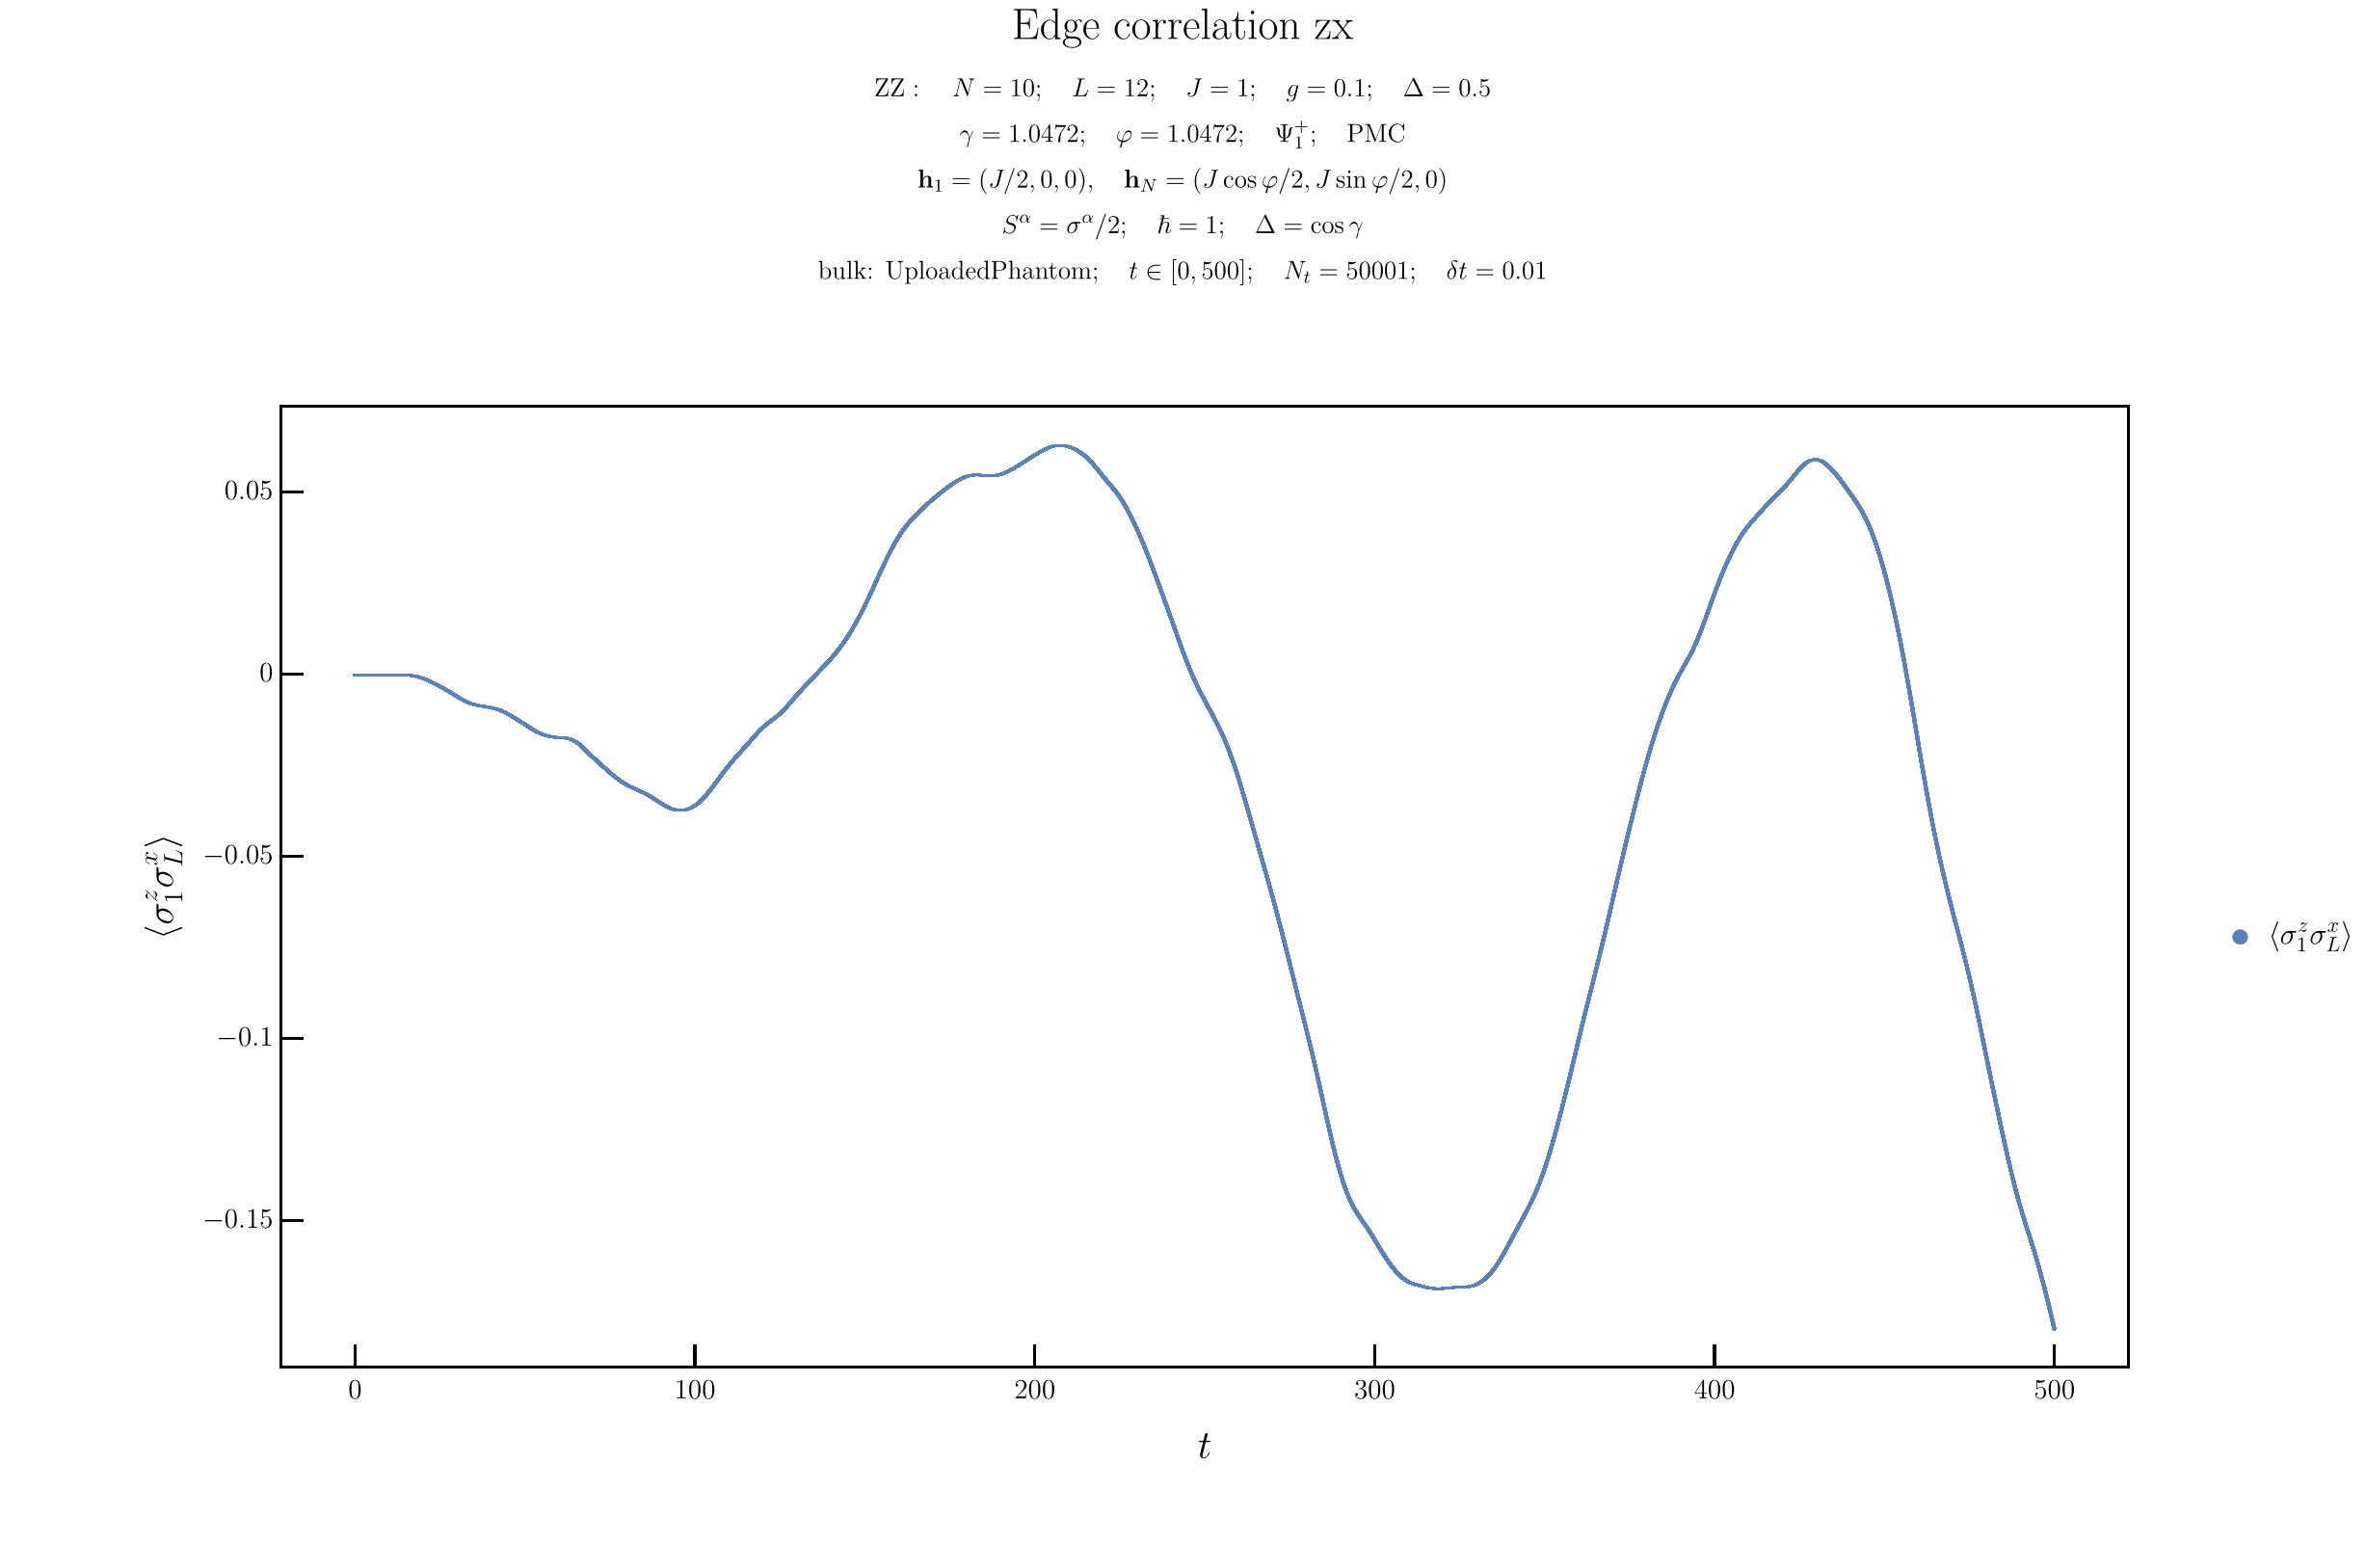 Edge correlation zx
ZZ : N = 10; L = 12; J = 1; g = 0.1; Δ = 0.5
γ = 1.0472; φ = 1.0472; Ψ₁⁺; PMC
𝐡₁ = (J/2, 0, 0), 𝐡_N = (J cos φ/2, J sin φ/2, 0)
S^α = σ^α/2; ℏ = 1; Δ = cos γ
bulk: UploadedPhantom; t ∈ [0, 500]; N_t = 50001; δt = 0.01
0.05
0
−0.05
−0.1
−0.15
⟨σ₁^z σ_L^x⟩
⟨σ₁^z σ_L^x⟩
0 100 200 300 400 500
t